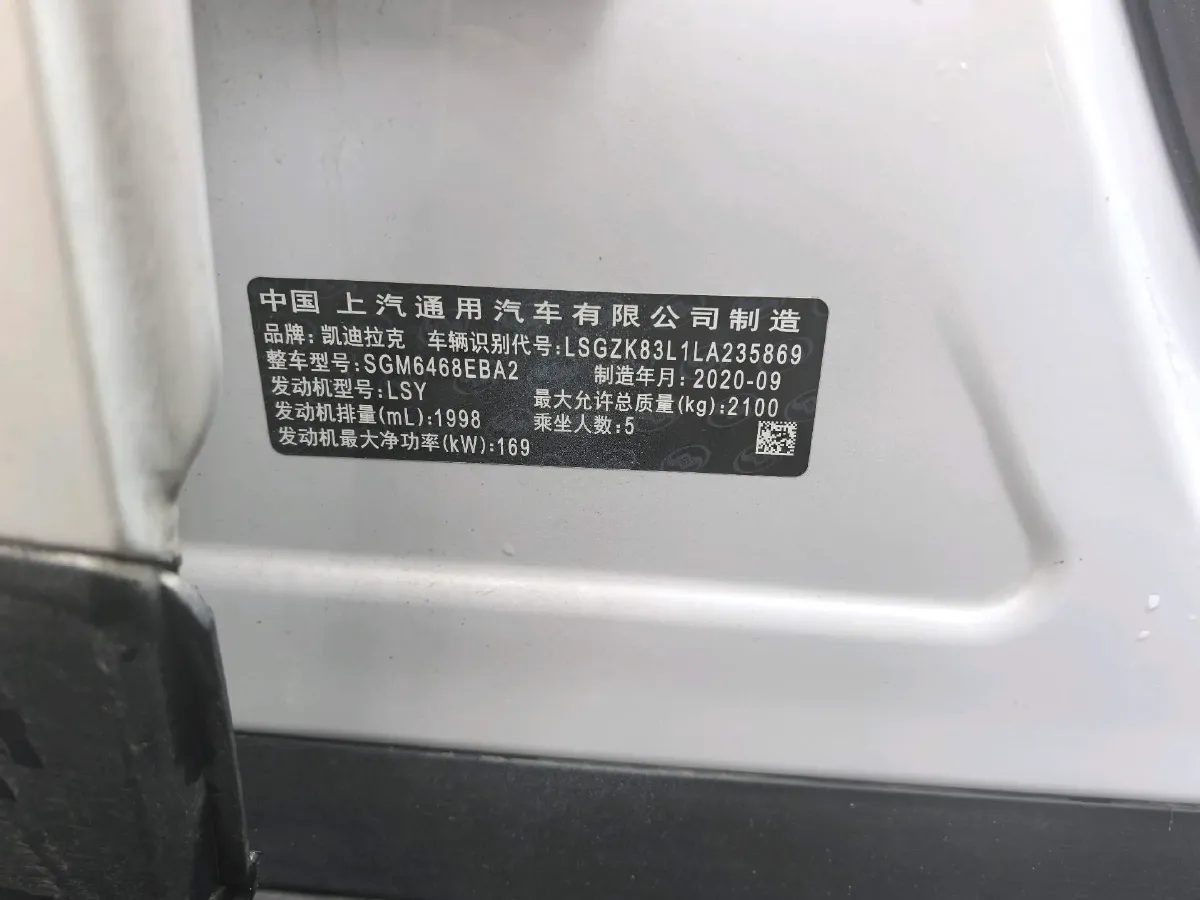 中国 上汽通用汽车有限公司制造
品牌:凯迪拉克 车辆识别代号:LSGZK83L1LA235869
整车型号:SGM6468EBA2 制造年月:2020-09
发动机型号:LSY 最大允许总质量(kg):2100
发动机排量(mL):1998 乘坐人数:5
发动机最大净功率(kW):169